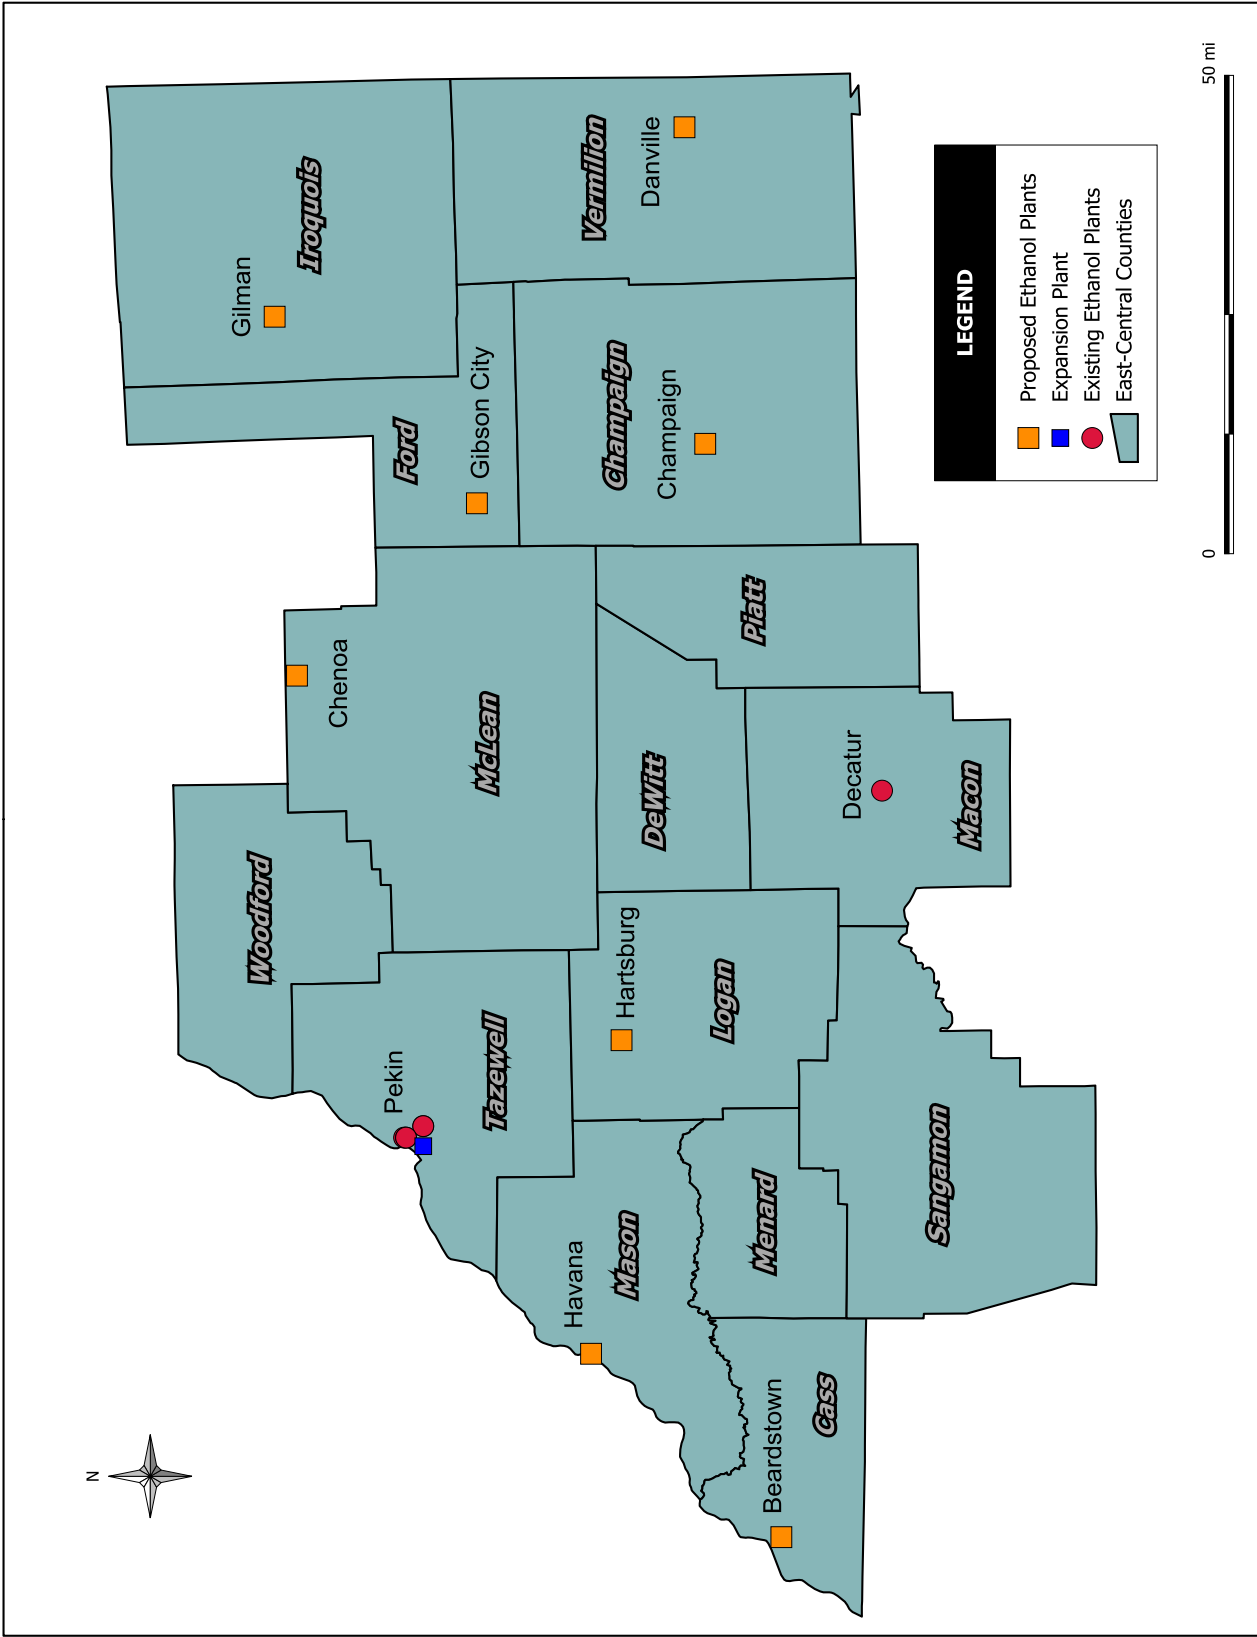 N
Iroquois
Gilman
Woodford
Chenoa
Ford
Gibson City
McLean
Pekin
Tazewell
Vermilion
Danville
Champaign
Champaign
Havana
Mason
Hartsburg
Logan
DeWitt
Piatt
Decatur
Macon
Menard
Beardstown
Cass
Sangamon
LEGEND
Proposed Ethanol Plants
Expansion Plant
Existing Ethanol Plants
East-Central Counties
0
50 mi